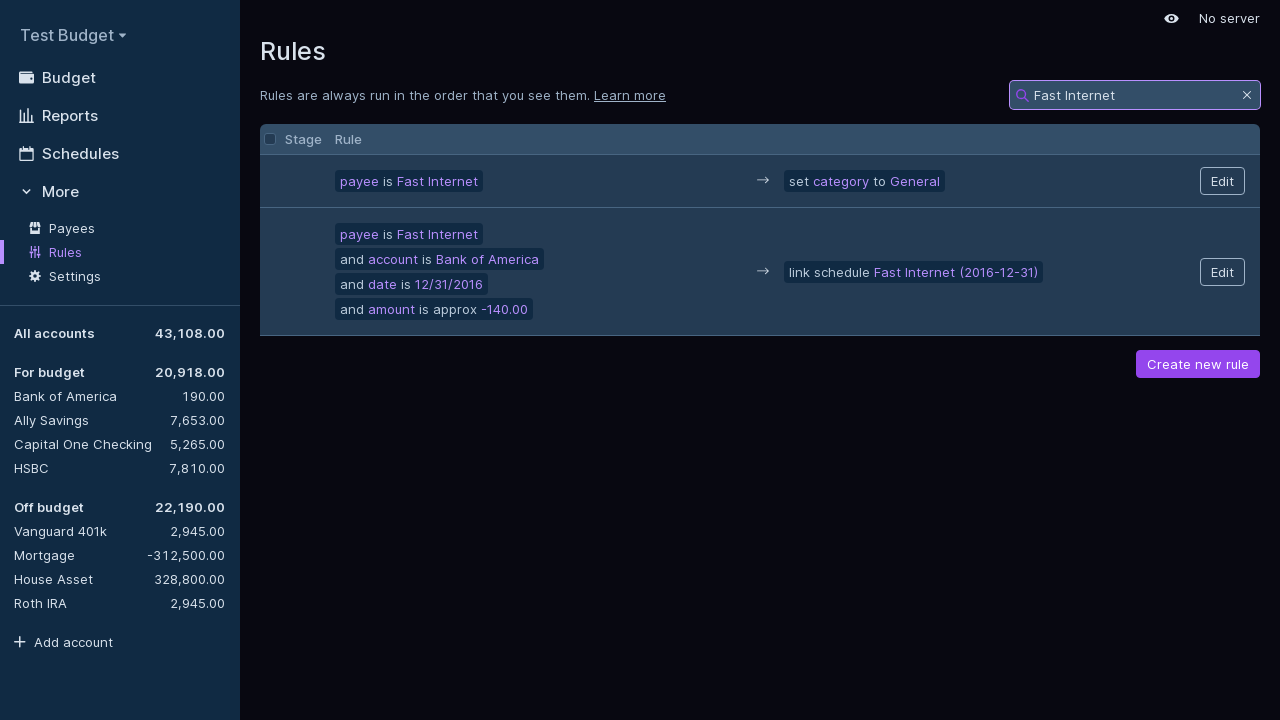 Test Budget
Budget
Reports
Schedules
More
Payees
Rules
Settings
All accounts 43,108.00
For budget 20,918.00
Bank of America 190.00
Ally Savings 7,653.00
Capital One Checking 5,265.00
HSBC 7,810.00
Off budget 22,190.00
Vanguard 401k 2,945.00
Mortgage -312,500.00
House Asset 328,800.00
Roth IRA 2,945.00
Add account
No server
Rules
Rules are always run in the order that you see them. Learn more
Fast Internet
Stage Rule
payee is Fast Internet → set category to General Edit
payee is Fast Internet
and account is Bank of America
and date is 12/31/2016
and amount is approx -140.00
→ link schedule Fast Internet (2016-12-31) Edit
Create new rule